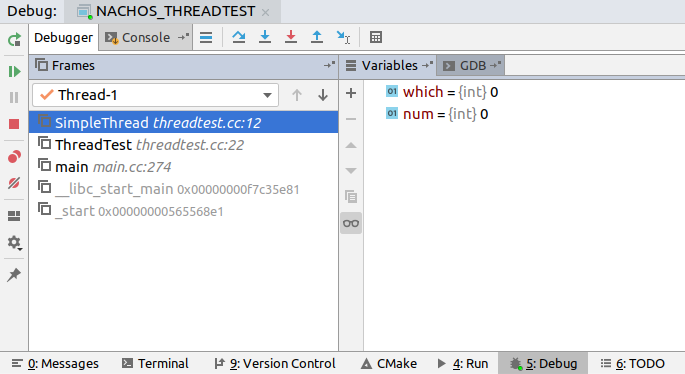 Debug: NACHOS_THREADTEST ×
Debugger Console
Frames
Variables GDB
Thread-1
SimpleThread threadtest.cc:12
ThreadTest threadtest.cc:22
main main.cc:274
__libc_start_main 0x00000000f7c35e81
_start 0x00000000565568e1
01 which = {int} 0
01 num = {int} 0
0: Messages Terminal 9: Version Control CMake 4: Run 5: Debug 6: TODO